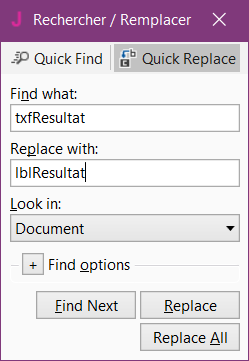 J Rechercher / Remplacer
Quick Find Quick Replace
Find what:
txfResultat
Replace with:
lblResultat
Look in:
Document
+ Find options
Find Next Replace
Replace All